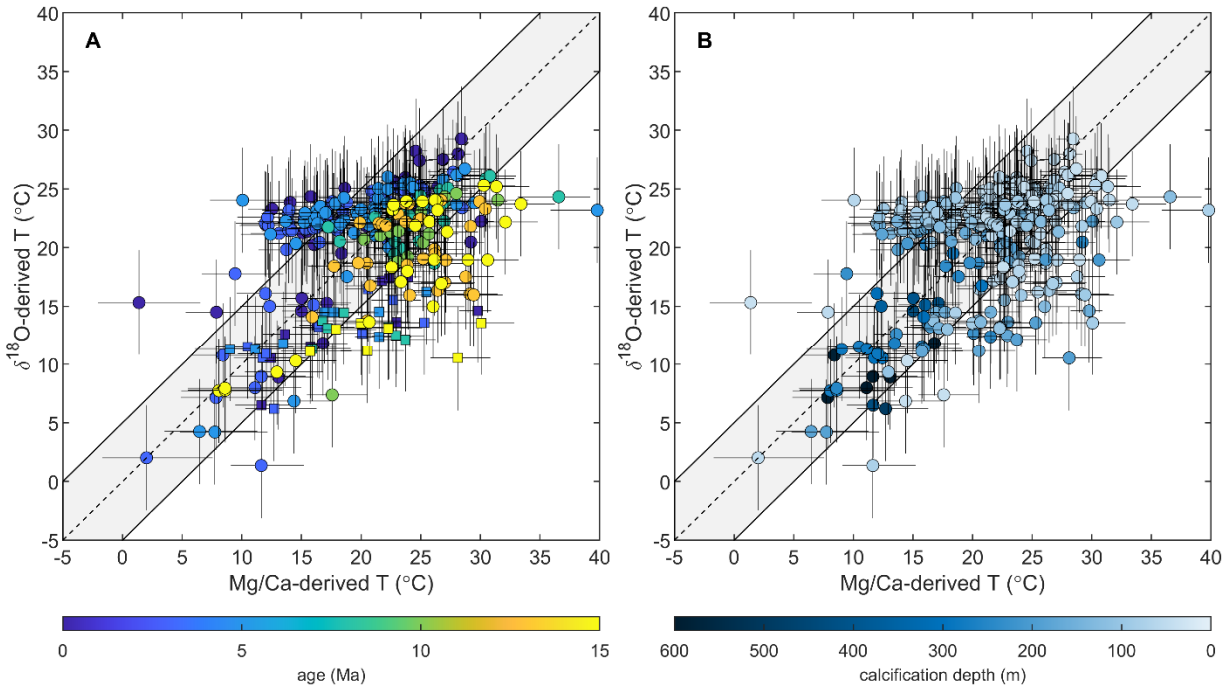 A
40
35
30
25
20
15
10
5
0
-5
δ18O-derived T (°C)
-5 0 5 10 15 20 25 30 35 40
Mg/Ca-derived T (°C)
0 5 10 15
age (Ma)
B
40
35
30
25
20
15
10
5
0
-5
δ18O-derived T (°C)
-5 0 5 10 15 20 25 30 35 40
Mg/Ca-derived T (°C)
600 500 400 300 200 100 0
calcification depth (m)